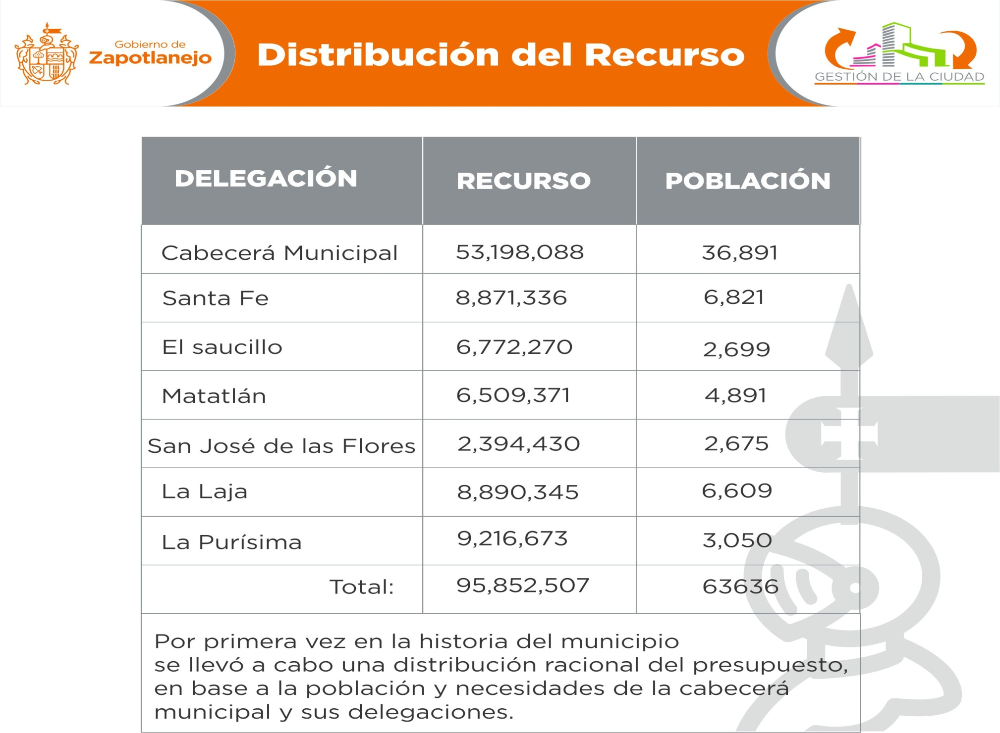 Gobierno de
Zapotlanejo
Distribución del Recurso
GESTIÓN DE LA CIUDAD
DELEGACIÓN RECURSO POBLACIÓN
Cabecerá Municipal 53,198,088 36,891
Santa Fe 8,871,336 6,821
El saucillo 6,772,270 2,699
Matatlán 6,509,371 4,891
San José de las Flores 2,394,430 2,675
La Laja 8,890,345 6,609
La Purísima 9,216,673 3,050
Total: 95,852,507 63636
Por primera vez en la historia del municipio
se llevó a cabo una distribución racional del presupuesto,
en base a la población y necesidades de la cabecerá
municipal y sus delegaciones.